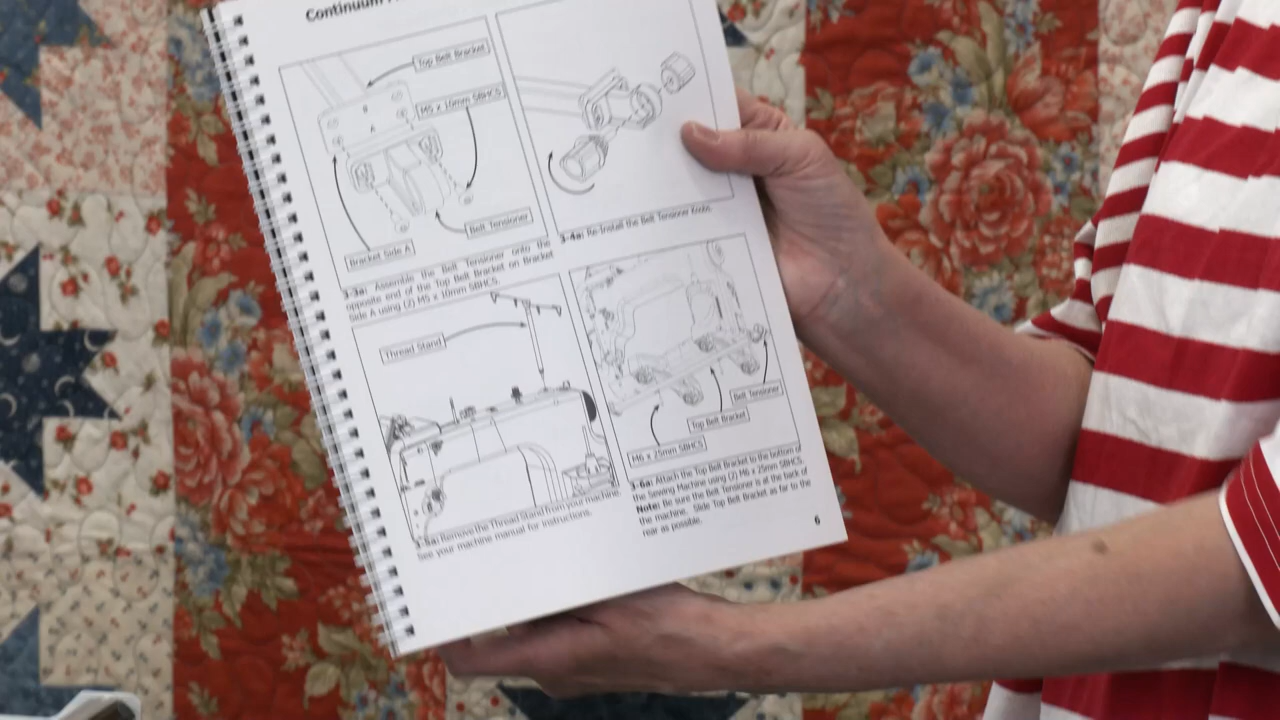 Continuum
Top Belt Bracket
M5 x 10mm SBHCS
B
A
Belt Tensioner
Bracket Side A
3-3a: Assemble the Belt Tensioner onto the
opposite end of the Top Belt Bracket on Bracket
Side A using (2) M5 x 10mm SBHCS.
3-4a: Re-Install the Belt Tensioner Knobs.
Thread Stand
3-5a: Remove the Thread Stand from your machine.
See your machine manual for instructions.
Belt Tensioner
Top Belt Bracket
M6 x 25mm SBHCS
3-6a: Attach the Top Belt Bracket to the bottom of
the Sewing Machine using (2) M6 x 25mm SBHCS.
Note: Be sure the Belt Tensioner is at the back of
the machine. Slide Top Belt Bracket as far to the
rear as possible.
6